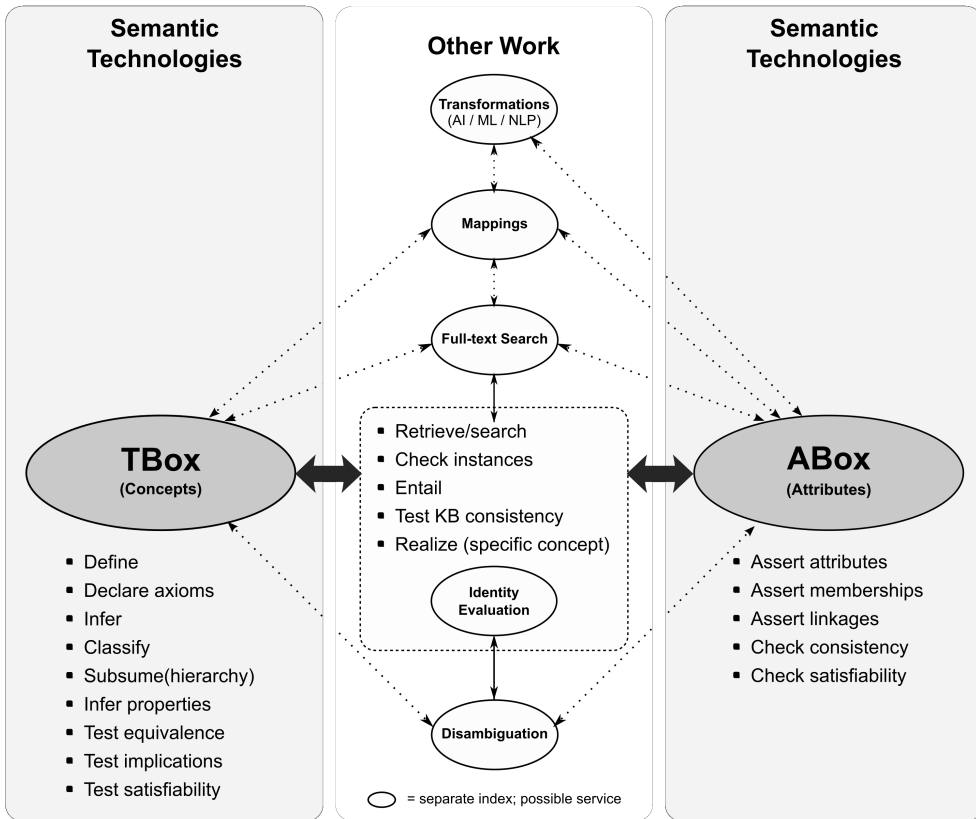 Semantic
Technologies
Other Work
Semantic
Technologies
Transformations
(AI / ML / NLP)
Mappings
Full-text Search
TBox
(Concepts)
▪ Retrieve/search
▪ Check instances
▪ Entail
▪ Test KB consistency
▪ Realize (specific concept)
Identity
Evaluation
ABox
(Attributes)
▪ Define
▪ Declare axioms
▪ Infer
▪ Classify
▪ Subsume(hierarchy)
▪ Infer properties
▪ Test equivalence
▪ Test implications
▪ Test satisfiability
▪ Assert attributes
▪ Assert memberships
▪ Assert linkages
▪ Check consistency
▪ Check satisfiability
Disambiguation
= separate index; possible service